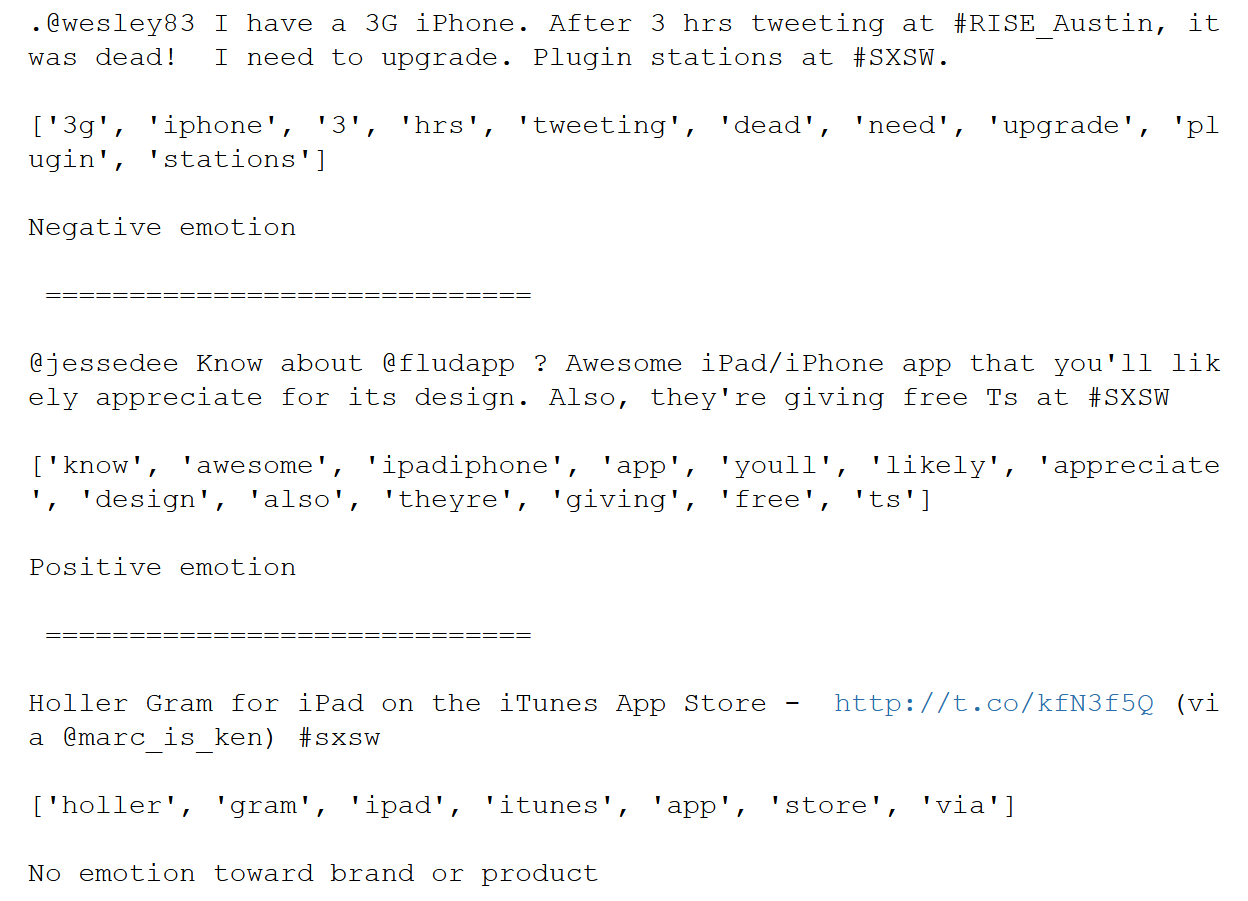 .@wesley83 I have a 3G iPhone. After 3 hrs tweeting at #RISE_Austin, it
was dead!  I need to upgrade. Plugin stations at #SXSW.
['3g', 'iphone', '3', 'hrs', 'tweeting', 'dead', 'need', 'upgrade', 'pl
ugin', 'stations']
Negative emotion
=============================
@jessedee Know about @fludapp ? Awesome iPad/iPhone app that you'll lik
ely appreciate for its design. Also, they're giving free Ts at #SXSW
['know', 'awesome', 'ipadiphone', 'app', 'youll', 'likely', 'appreciate
', 'design', 'also', 'theyre', 'giving', 'free', 'ts']
Positive emotion
=============================
Holler Gram for iPad on the iTunes App Store -  http://t.co/kfN3f5Q (vi
a @marc_is_ken) #sxsw
['holler', 'gram', 'ipad', 'itunes', 'app', 'store', 'via']
No emotion toward brand or product